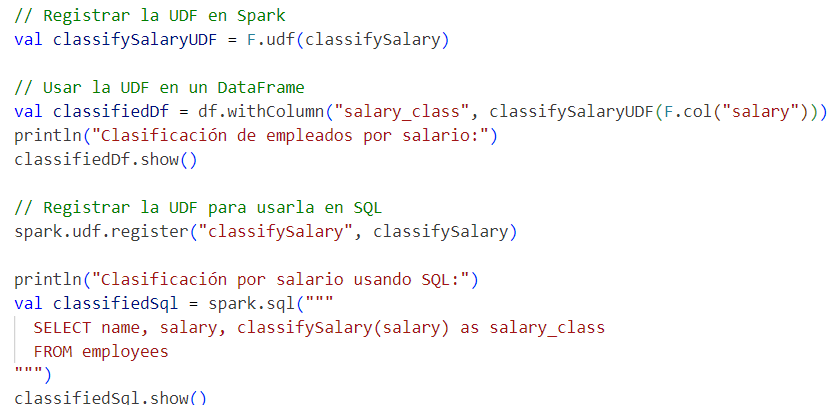 // Registrar la UDF en Spark
val classifySalaryUDF = F.udf(classifySalary)
// Usar la UDF en un DataFrame
val classifiedDf = df.withColumn("salary_class", classifySalaryUDF(F.col("salary")))
println("Clasificación de empleados por salario:")
classifiedDf.show()
// Registrar la UDF para usarla en SQL
spark.udf.register("classifySalary", classifySalary)
println("Clasificación por salario usando SQL:")
val classifiedSql = spark.sql("""
  SELECT name, salary, classifySalary(salary) as salary_class
  FROM employees
""")
classifiedSql.show()